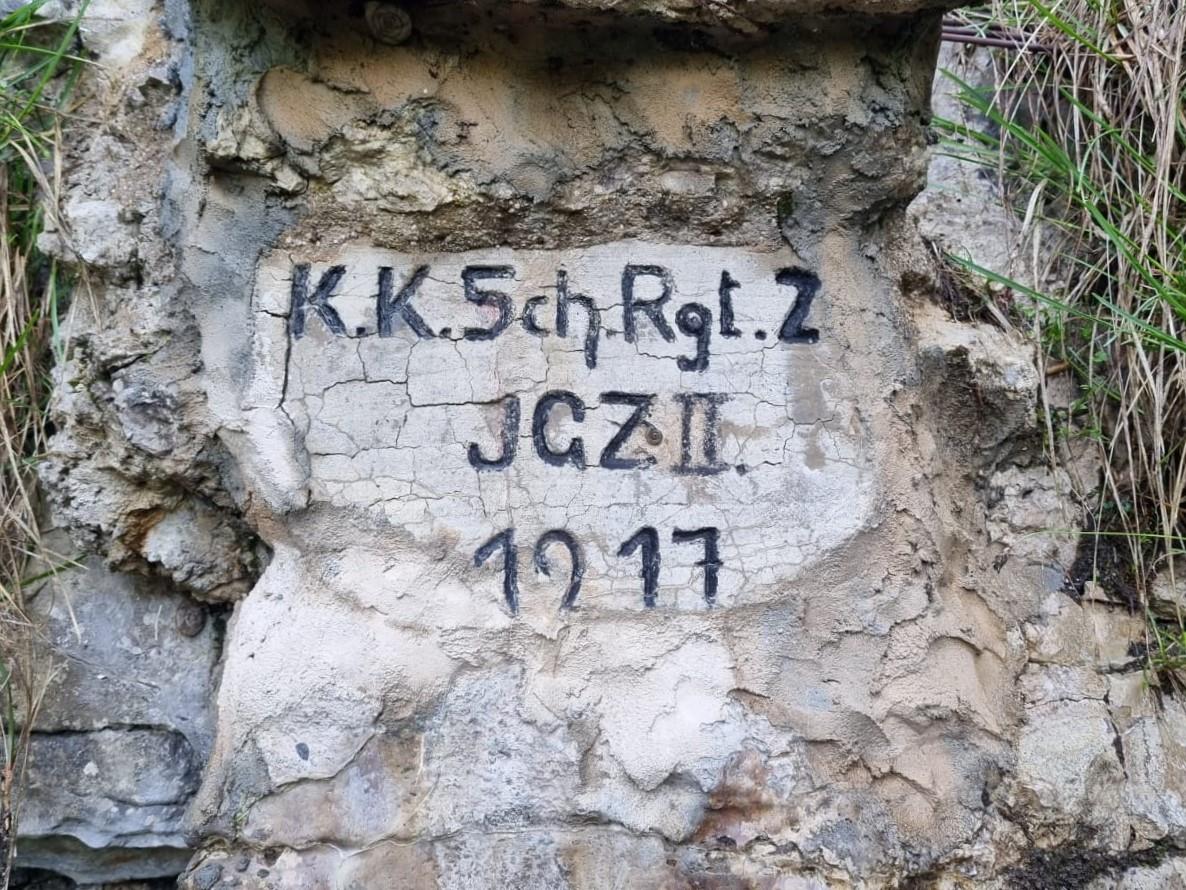 K.K.Sch Rgt.2
JGZ II.
1917